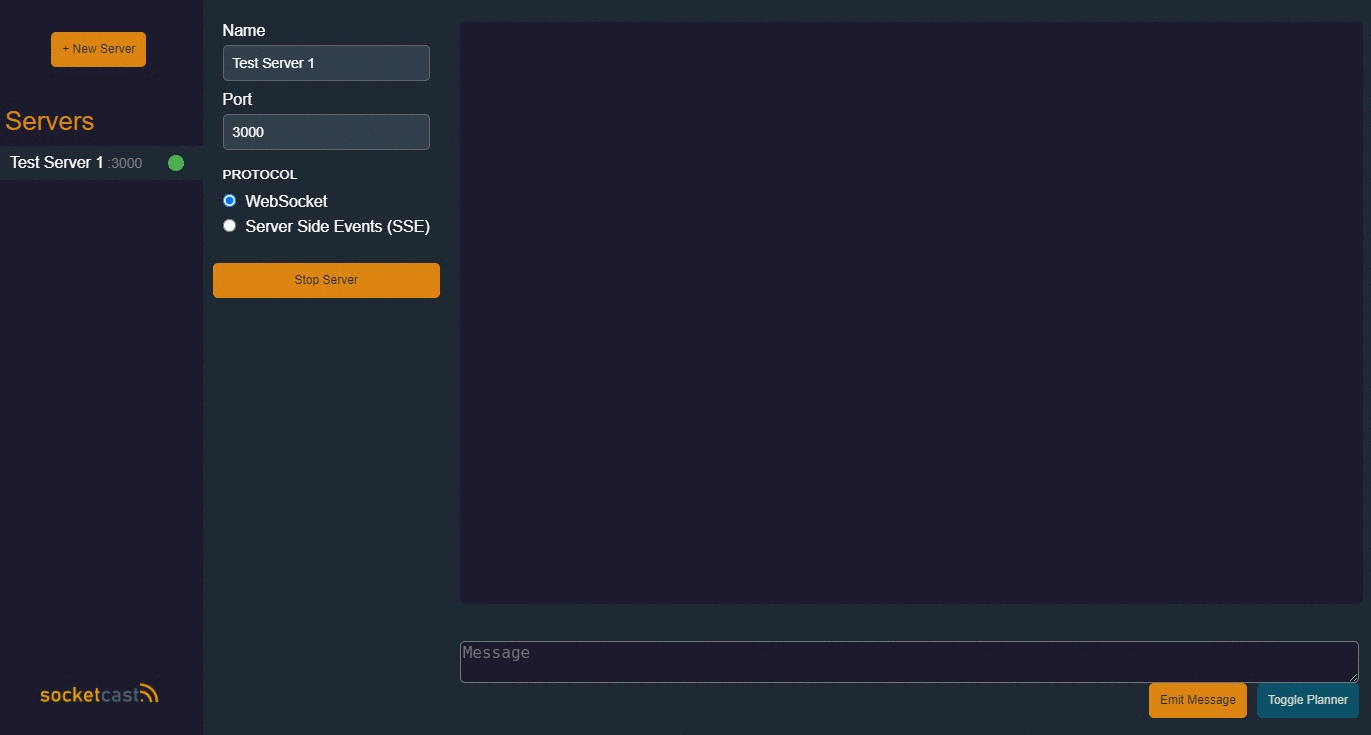 + New Server
Servers
Test Server 1 :3000
socketcast
Name
Test Server 1
Port
3000
PROTOCOL
WebSocket
Server Side Events (SSE)
Stop Server
Message
Emit Message
Toggle Planner